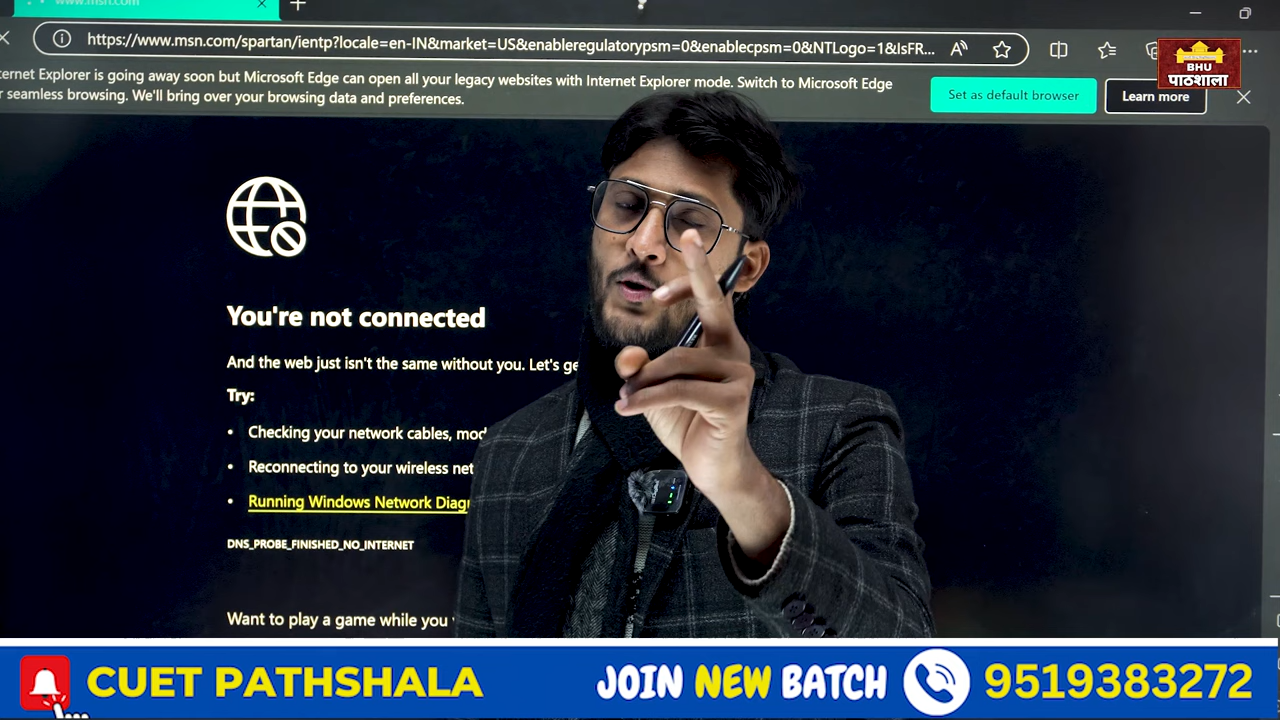 www.msn.com
https://www.msn.com/spartan/ientp?locale=en-IN&market=US&enableregulatorypsm=0&enablecpsm=0&NTLogo=1&IsFR...
ernet Explorer is going away soon but Microsoft Edge can open all your legacy websites with Internet Explorer mode. Switch to Microsoft Edge
r seamless browsing. We'll bring over your browsing data and preferences.
Set as default browser
Learn more
BHU
पाठशाला
You're not connected
And the web just isn't the same without you. Let's ge
Try:
• Checking your network cables, mod
• Reconnecting to your wireless net
• Running Windows Network Diag
DNS_PROBE_FINISHED_NO_INTERNET
Want to play a game while you
CUET PATHSHALA
JOIN NEW BATCH
9519383272